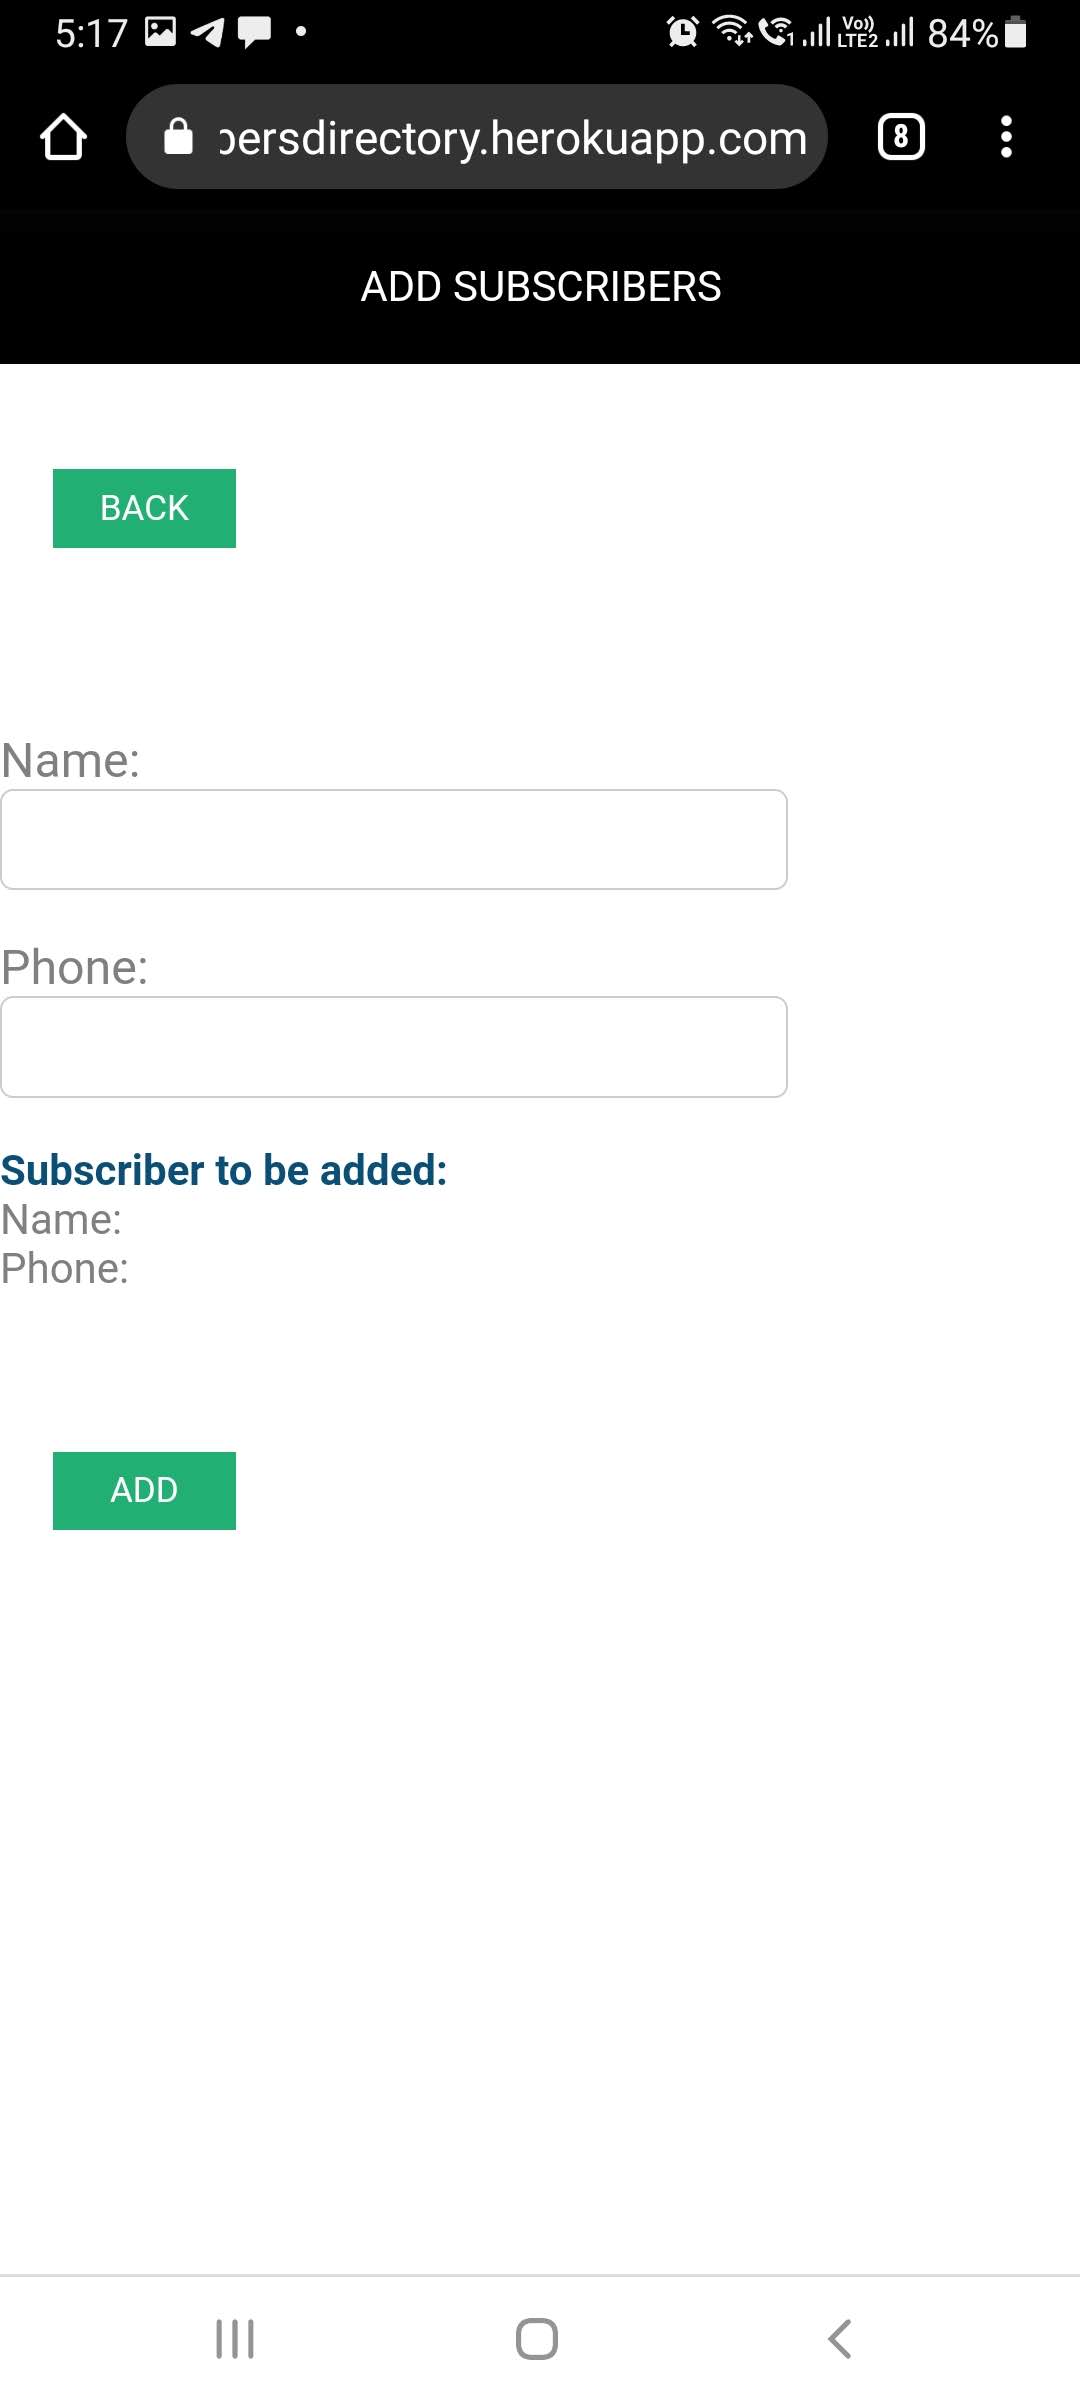 5:17 84%
Vo)) LTE2
persdirectory.herokuapp.com 8
ADD SUBSCRIBERS
BACK
Name:
Phone:
Subscriber to be added:
Name:
Phone:
ADD